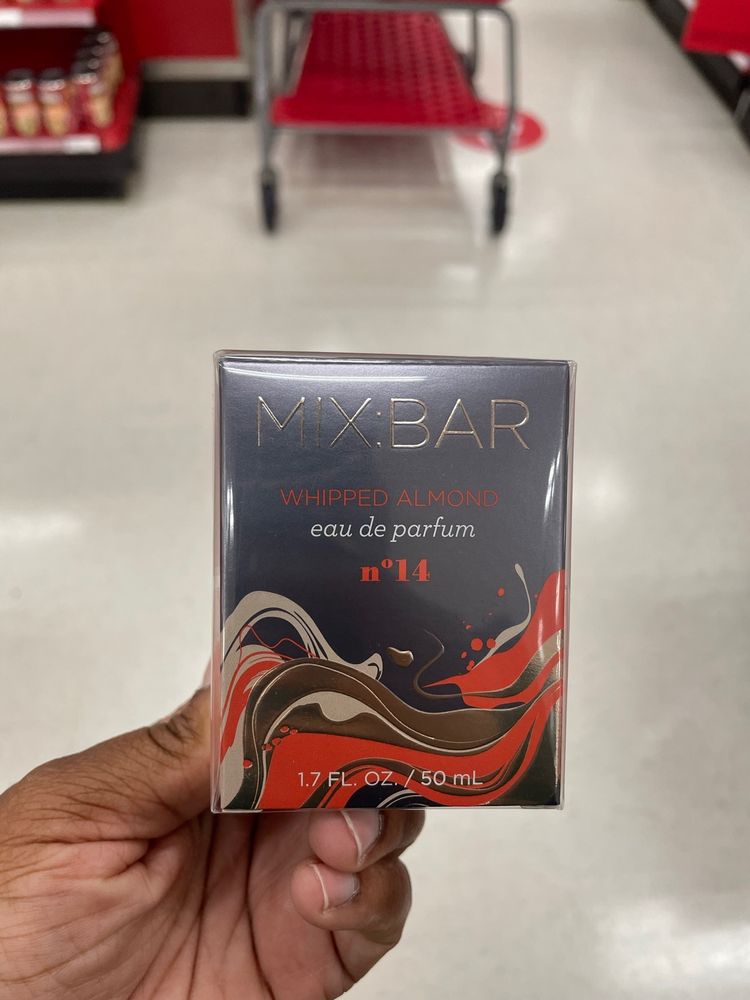 MIX:BAR
WHIPPED ALMOND
eau de parfum
nº14
1.7 FL. OZ. / 50 mL